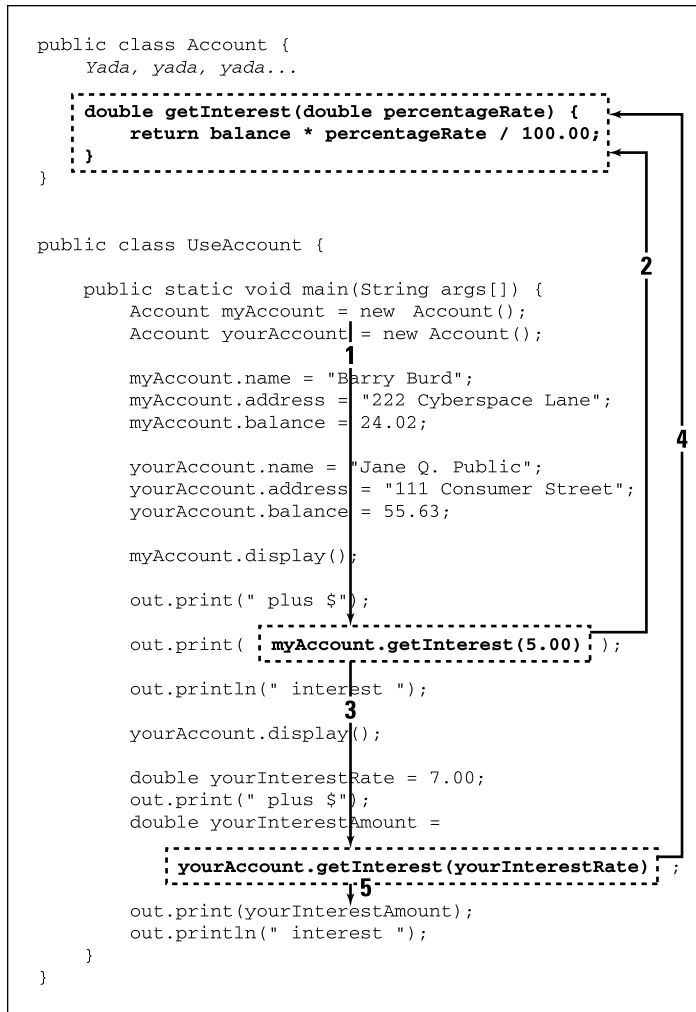 public class Account {
Yada, yada, yada...
double getInterest(double percentageRate) {
return balance * percentageRate / 100.00;
}
}
public class UseAccount {
2
public static void main(String args[]) {
Account myAccount = new Account();
Account yourAccount = new Account();
1
myAccount.name = "Barry Burd";
myAccount.address = "222 Cyberspace Lane";
myAccount.balance = 24.02;
4
yourAccount.name = "Jane Q. Public";
yourAccount.address = "111 Consumer Street";
yourAccount.balance = 55.63;
myAccount.display();
out.print(" plus $");
out.print( myAccount.getInterest(5.00) );
out.println(" interest ");
3
yourAccount.display();
double yourInterestRate = 7.00;
out.print(" plus $");
double yourInterestAmount =
yourAccount.getInterest(yourInterestRate) ;
5
out.print(yourInterestAmount);
out.println(" interest ");
}
}